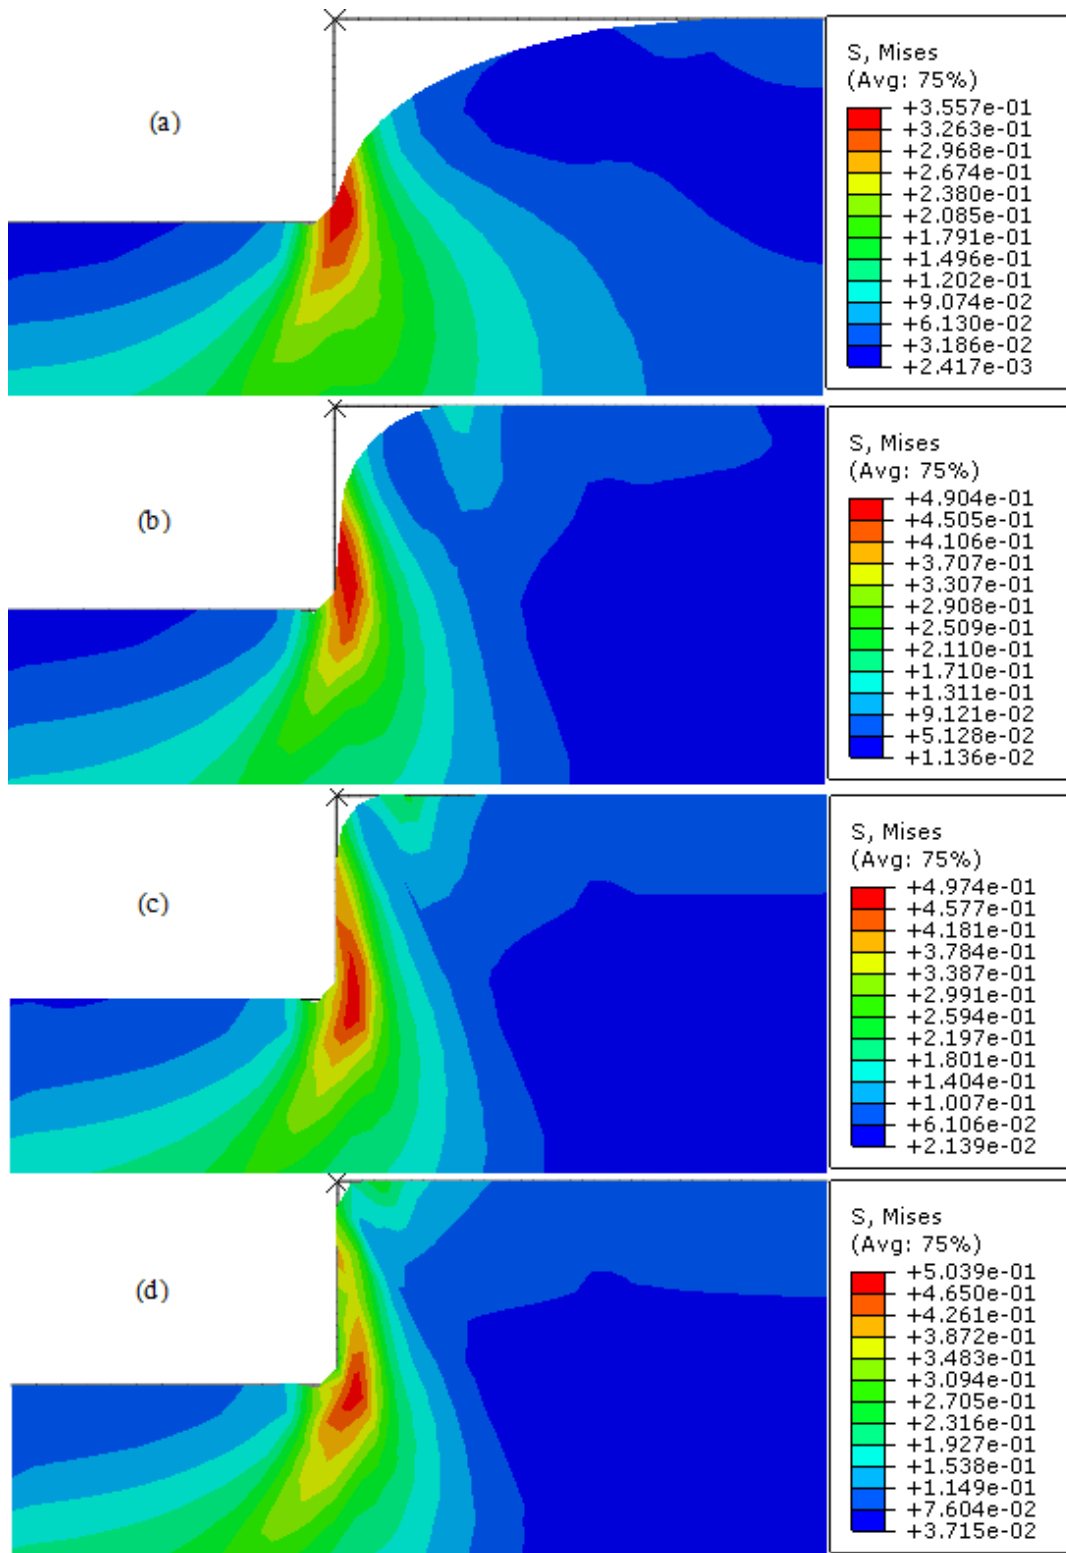 (a)
S, Mises
(Avg: 75%)
+3.557e-01
+3.263e-01
+2.968e-01
+2.674e-01
+2.380e-01
+2.085e-01
+1.791e-01
+1.496e-01
+1.202e-01
+9.074e-02
+6.130e-02
+3.186e-02
+2.417e-03
(b)
S, Mises
(Avg: 75%)
+4.904e-01
+4.505e-01
+4.106e-01
+3.707e-01
+3.307e-01
+2.908e-01
+2.509e-01
+2.110e-01
+1.710e-01
+1.311e-01
+9.121e-02
+5.128e-02
+1.136e-02
(c)
S, Mises
(Avg: 75%)
+4.974e-01
+4.577e-01
+4.181e-01
+3.784e-01
+3.387e-01
+2.991e-01
+2.594e-01
+2.197e-01
+1.801e-01
+1.404e-01
+1.007e-01
+6.106e-02
+2.139e-02
(d)
S, Mises
(Avg: 75%)
+5.039e-01
+4.650e-01
+4.261e-01
+3.872e-01
+3.483e-01
+3.094e-01
+2.705e-01
+2.316e-01
+1.927e-01
+1.538e-01
+1.149e-01
+7.604e-02
+3.715e-02